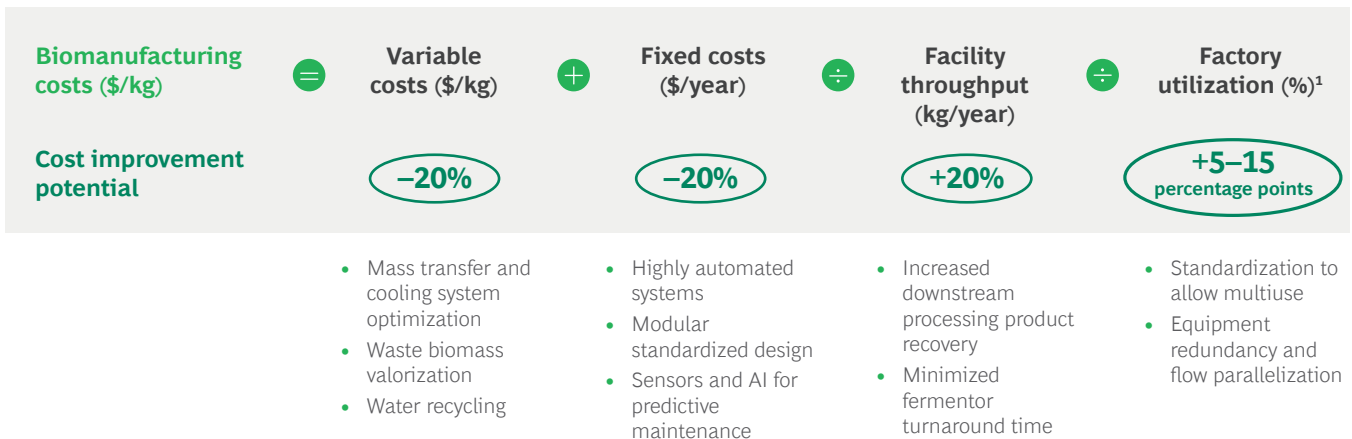 Biomanufacturing
costs ($/kg)
=
Variable
costs ($/kg)
+
Fixed costs
($/year)
÷
Facility
throughput
(kg/year)
÷
Factory
utilization (%)¹
Cost improvement
potential
–20%
–20%
+20%
+5–15
percentage points
• Mass transfer and
cooling system
optimization
• Waste biomass
valorization
• Water recycling
• Highly automated
systems
• Modular
standardized design
• Sensors and AI for
predictive
maintenance
• Increased
downstream
processing product
recovery
• Minimized
fermentor
turnaround time
• Standardization to
allow multiuse
• Equipment
redundancy and
flow parallelization